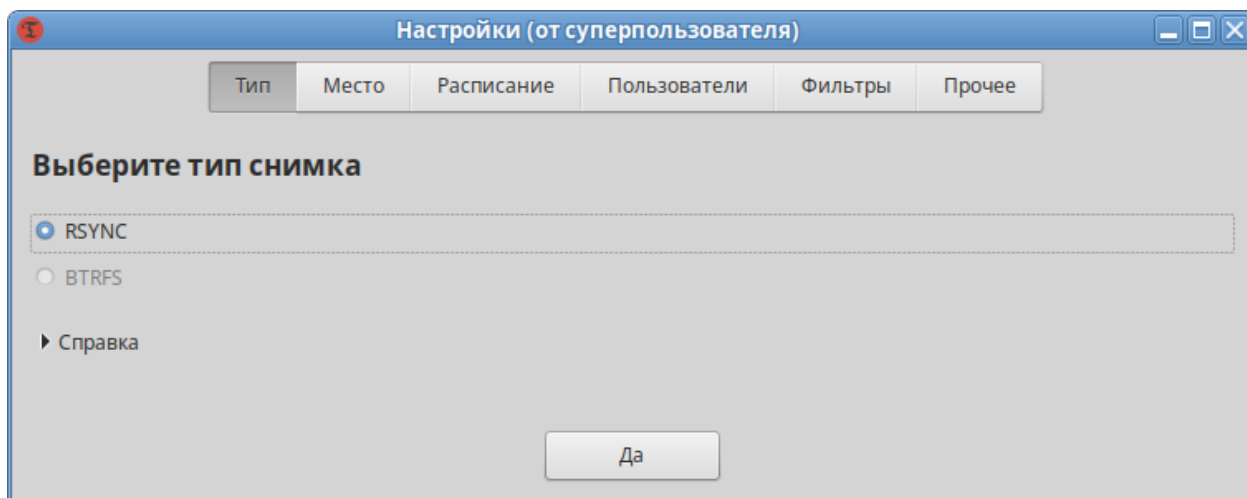 Настройки (от суперпользователя)
Тип Место Расписание Пользователи Фильтры Прочее
Выберите тип снимка
RSYNC
BTRFS
Справка
Да